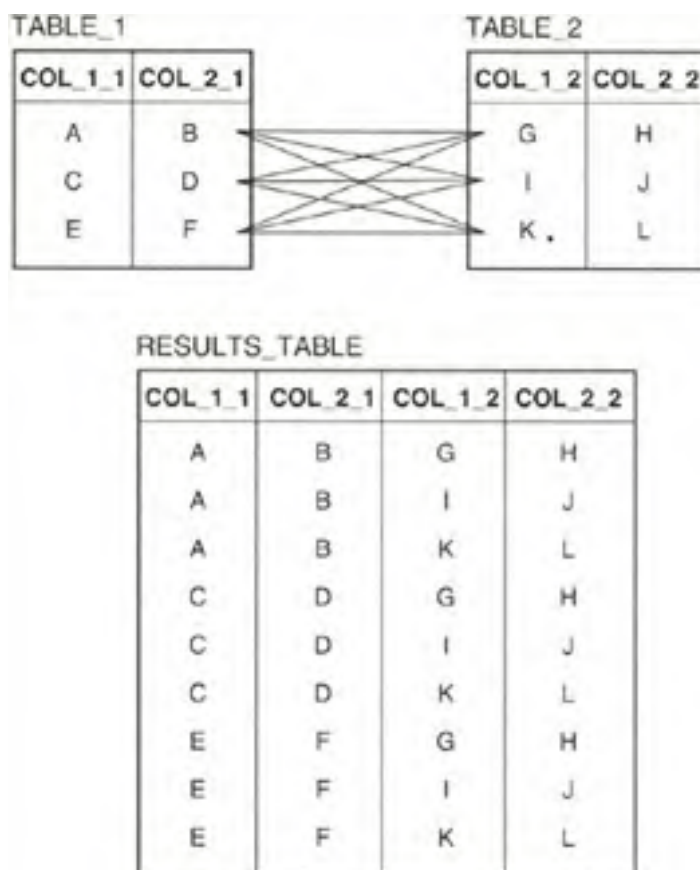 TABLE_1 TABLE_2
COL_1_1 COL_2_1 COL_1_2 COL_2_2
A B G H
C D I J
E F K. L
RESULTS_TABLE
COL_1_1 COL_2_1 COL_1_2 COL_2_2
A B G H
A B I J
A B K L
C D G H
C D I J
C D K L
E F G H
E F I J
E F K L